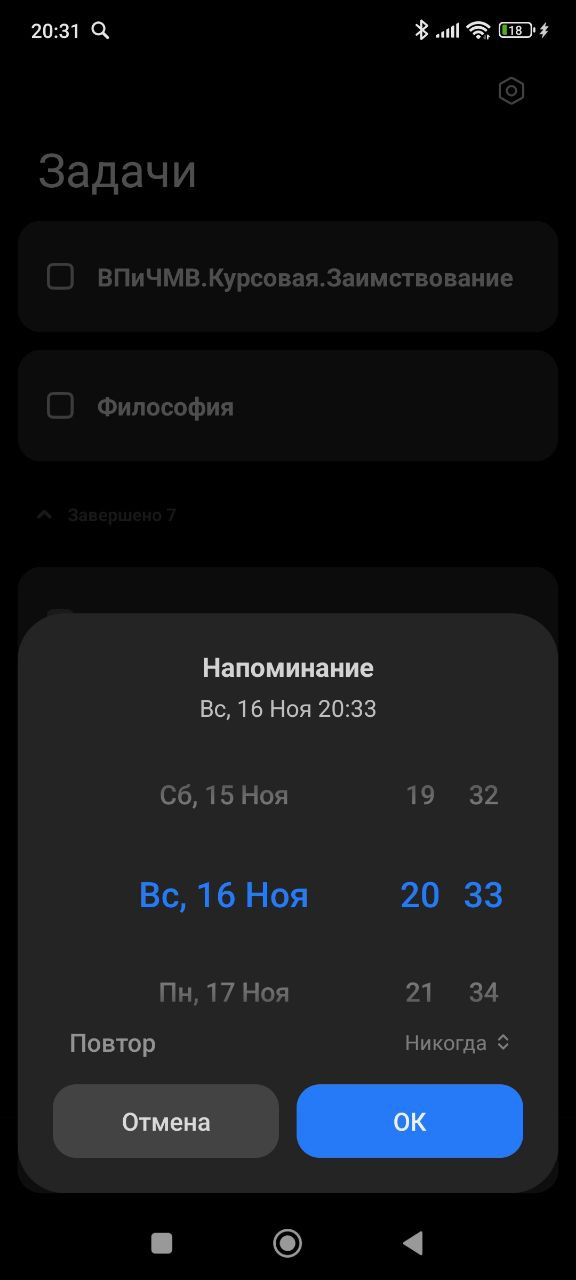 20:31
18
Задачи
ВПиЧМВ.Курсовая.Заимствование
Философия
Завершено 7
Напоминание
Вс, 16 Ноя 20:33
Сб, 15 Ноя 19 32
Вс, 16 Ноя 20 33
Пн, 17 Ноя 21 34
Повтор Никогда
Отмена ОК